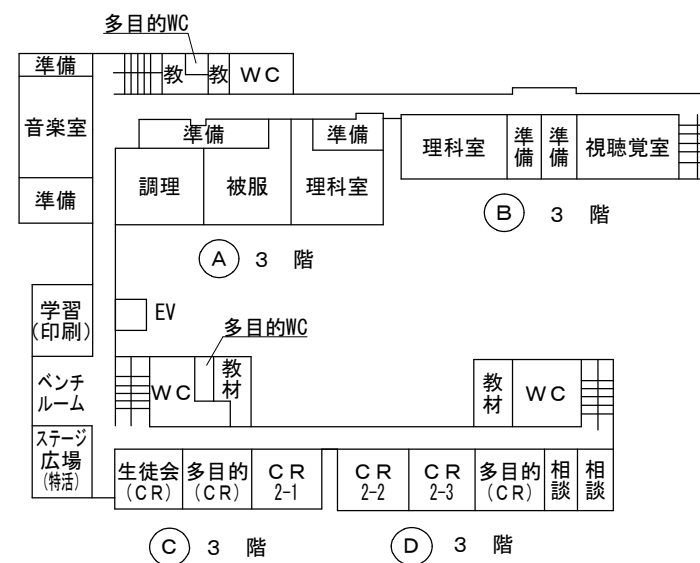 多目的WC
準備
教
教
WC
音楽室
準備
準備
準備
調理
被服
理科室
理科室
準備
準備
視聴覚室
Ⓐ 3 階
Ⓑ 3 階
学習
(印刷)
EV
多目的WC
ベンチ
ルーム
WC
教材
教材
WC
ステージ
広場
(特活)
生徒会
(CR)
多目的
(CR)
CR
2-1
CR
2-2
CR
2-3
多目的
(CR)
相談
相談
Ⓒ 3 階
Ⓓ 3 階